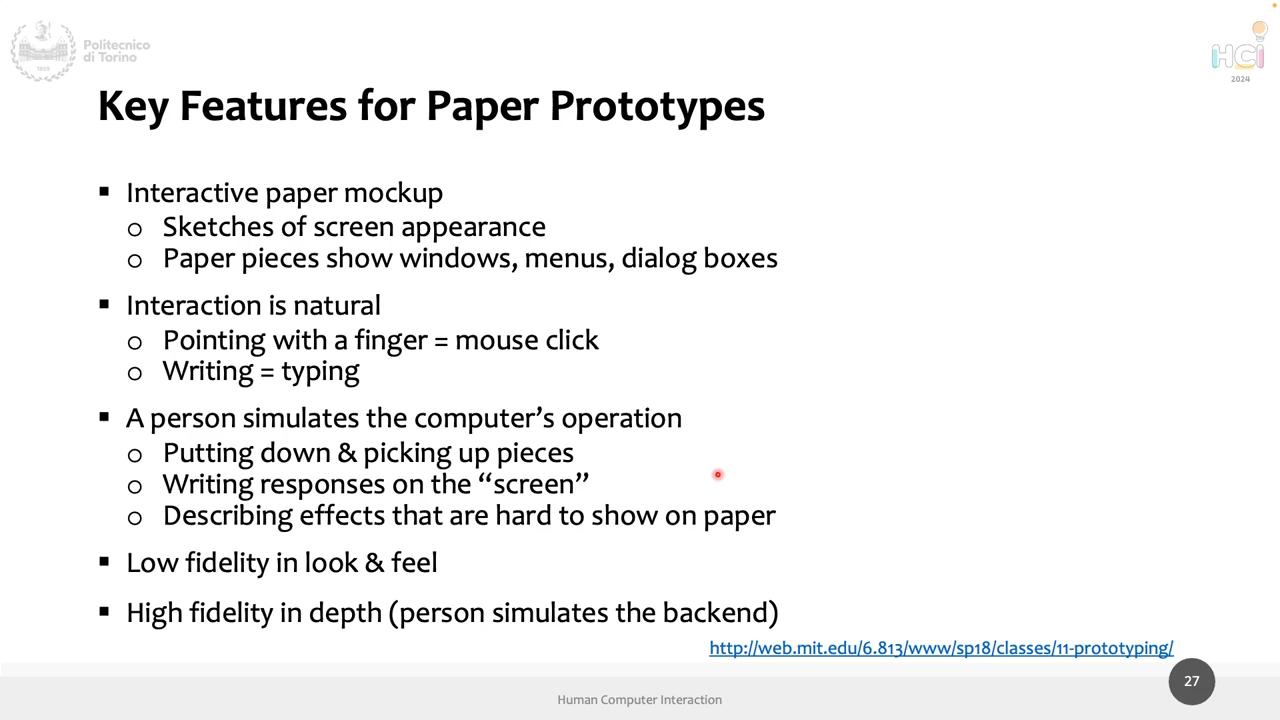 Politecnico
di Torino
1859
HCI
2024
Key Features for Paper Prototypes
▪ Interactive paper mockup
o Sketches of screen appearance
o Paper pieces show windows, menus, dialog boxes
▪ Interaction is natural
o Pointing with a finger = mouse click
o Writing = typing
▪ A person simulates the computer’s operation
o Putting down & picking up pieces
o Writing responses on the “screen”
o Describing effects that are hard to show on paper
▪ Low fidelity in look & feel
▪ High fidelity in depth (person simulates the backend)
http://web.mit.edu/6.813/www/sp18/classes/11-prototyping/
27
Human Computer Interaction